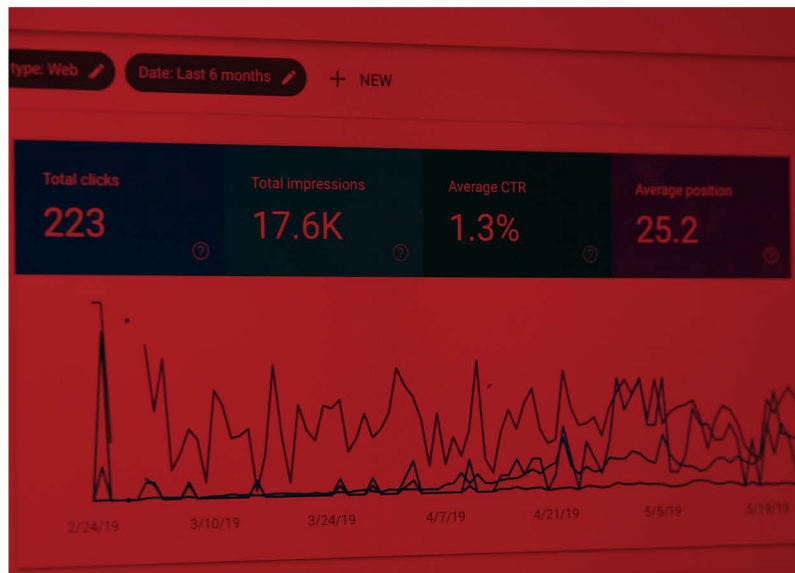 type: Web
Date: Last 6 months
+ NEW
Total clicks
223
Total impressions
17.6K
Average CTR
1.3%
Average position
25.2
2/24/19
3/10/19
3/24/19
4/7/19
4/21/19
5/5/19
5/19/19